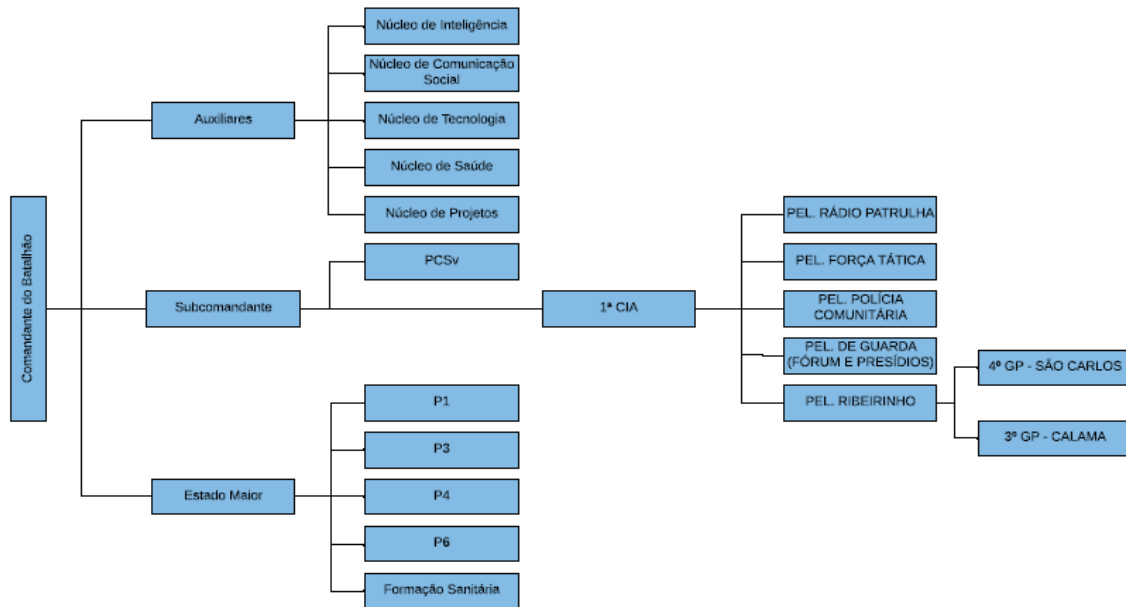 Comandante do Batalhão
Auxiliares
Núcleo de Inteligência
Núcleo de Comunicação
Social
Núcleo de Tecnologia
Núcleo de Saúde
Núcleo de Projetos
Subcomandante
PCSv
1ª CIA
PEL. RÁDIO PATRULHA
PEL. FORÇA TÁTICA
PEL. POLÍCIA
COMUNITÁRIA
PEL. DE GUARDA
(FÓRUM E PRESÍDIOS)
PEL. RIBEIRINHO
4º GP - SÃO CARLOS
3º GP - CALAMA
Estado Maior
P1
P3
P4
P6
Formação Sanitária